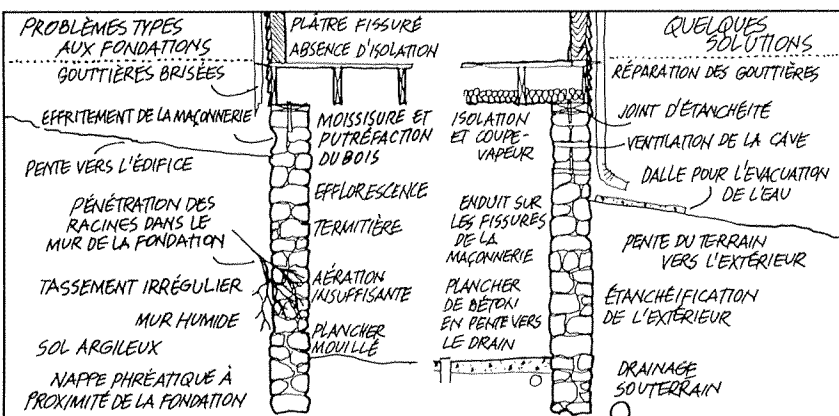 PROBLÈMES TYPES
AUX FONDATIONS
GOUTTIÈRES BRISÉES
EFFRITEMENT DE LA MAÇONNERIE
PENTE VERS L'ÉDIFICE
PÉNÉTRATION DES
RACINES DANS LE
MUR DE LA FONDATION
TASSEMENT IRRÉGULIER
MUR HUMIDE
SOL ARGILEUX
NAPPE PHRÉATIQUE À
PROXIMITÉ DE LA FONDATION
PLÂTRE FISSURÉ
ABSENCE D'ISOLATION
MOISISSURE ET
PUTRÉFACTION
DU BOIS
EFFLORESCENCE
TERMITIÈRE
AÉRATION
INSUFFISANTE
PLANCHER
MOUILLÉ
ISOLATION
ET COUPE-
VAPEUR
ENDUIT SUR
LES FISSURES
DE LA
MAÇONNERIE
PLANCHER
DE BÉTON
EN PENTE VERS
LE DRAIN
QUELQUES
SOLUTIONS
RÉPARATION DES GOUTTIÈRES
JOINT D'ÉTANCHÉITÉ
VENTILATION DE LA CAVE
DALLE POUR L'ÉVACUATION
DE L'EAU
PENTE DU TERRAIN
VERS L'EXTÉRIEUR
ÉTANCHÉIFICATION
DE L'EXTÉRIEUR
DRAINAGE
SOUTERRAIN